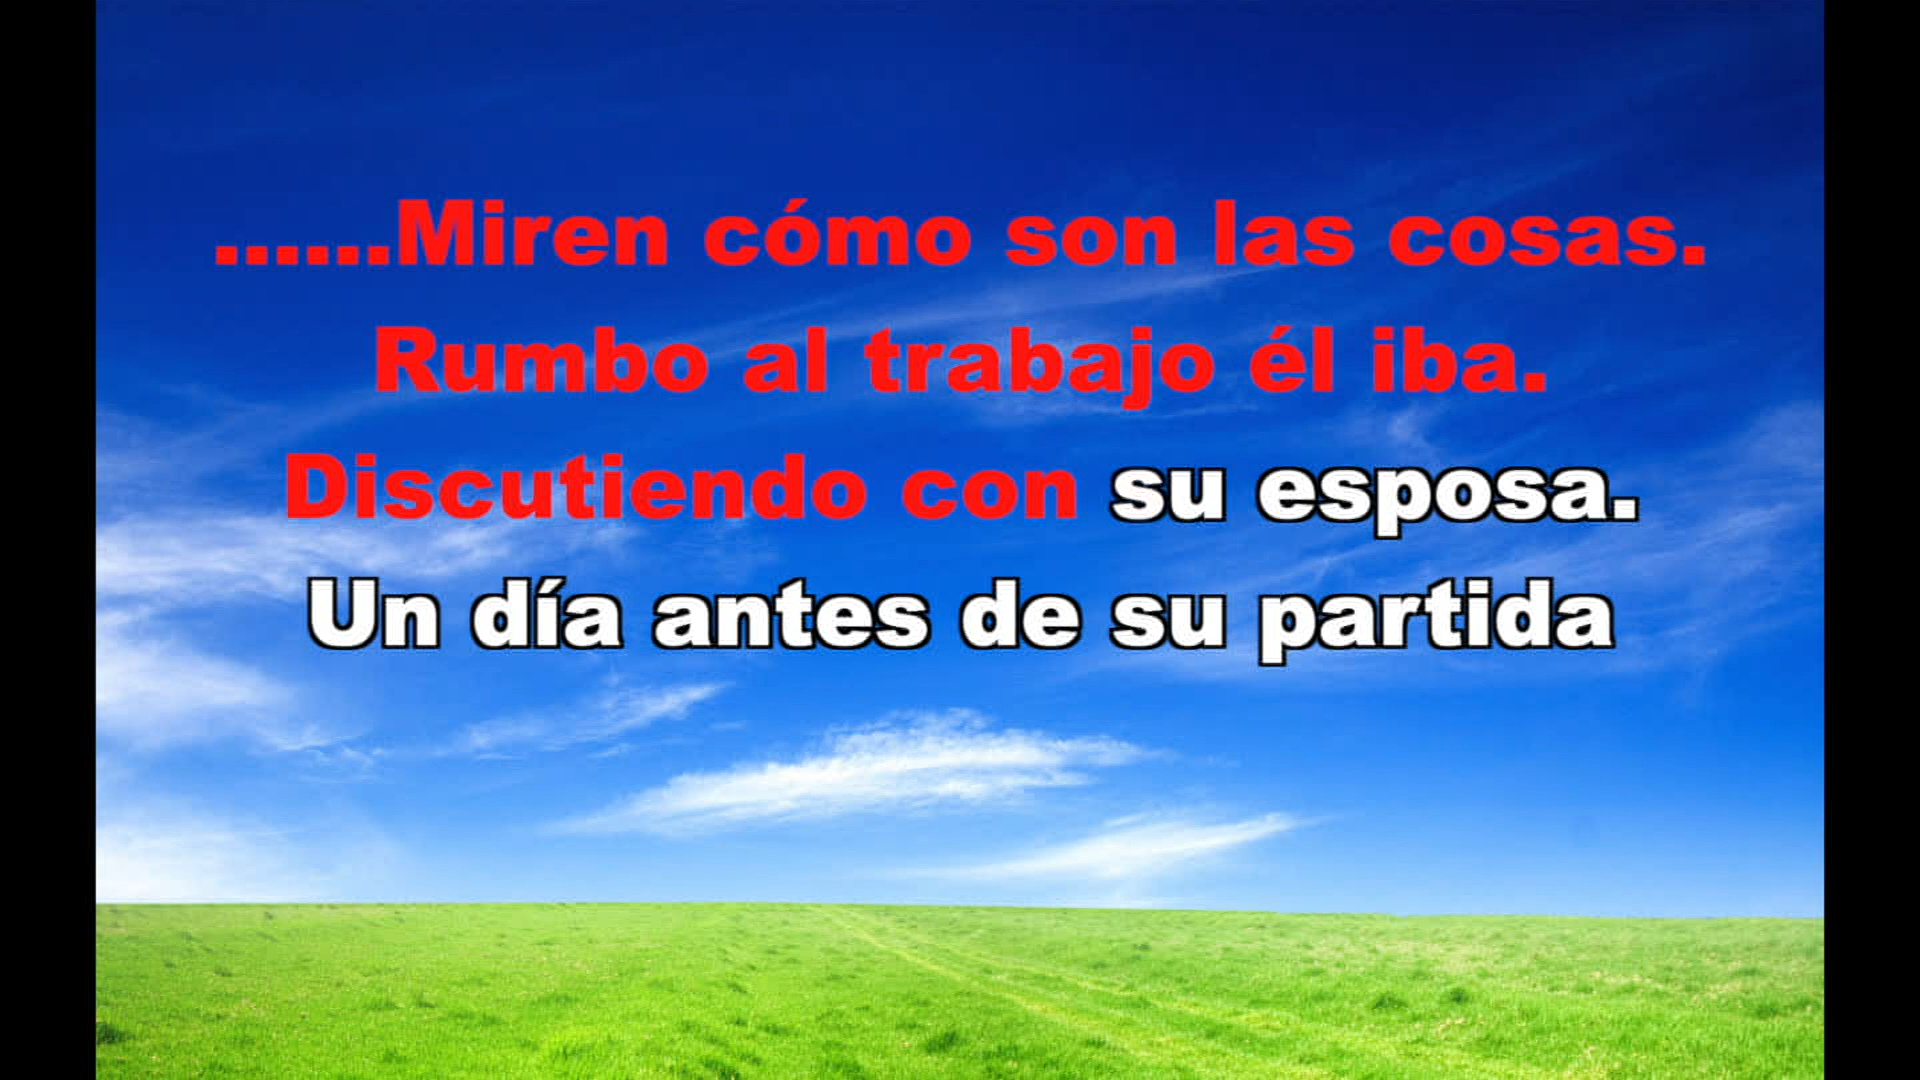 ......Miren cómo son las cosas.
Rumbo al trabajo él iba.
Discutiendo con su esposa.
Un día antes de su partida